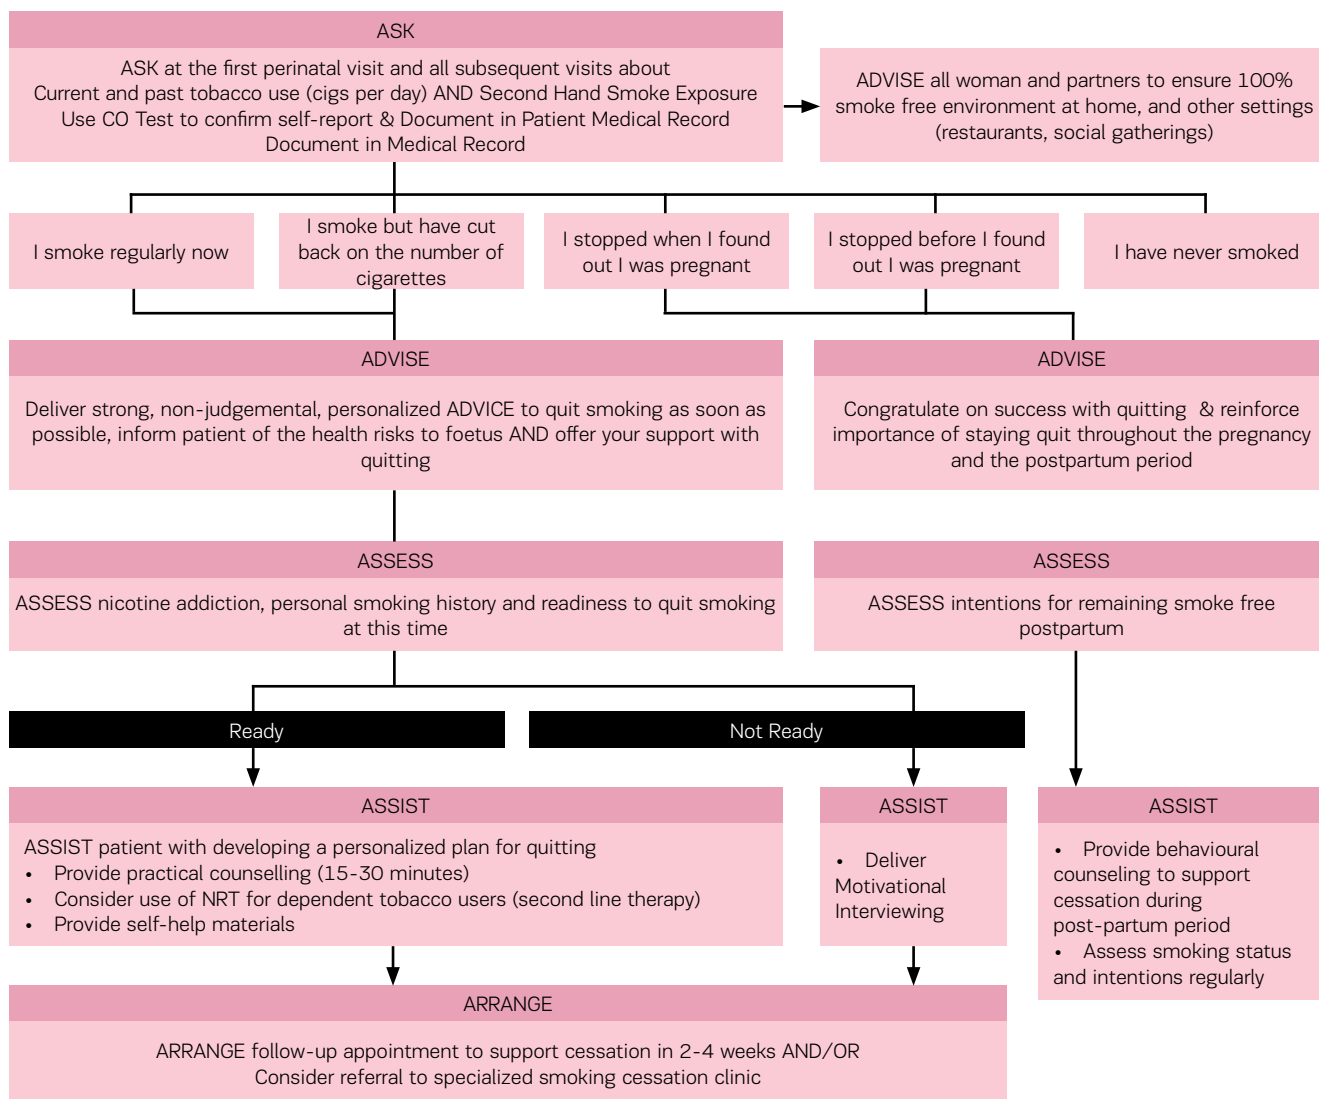 ASK
ASK at the first perinatal visit and all subsequent visits about
Current and past tobacco use (cigs per day) AND Second Hand Smoke Exposure
Use CO Test to confirm self-report & Document in Patient Medical Record
Document in Medical Record
ADVISE all woman and partners to ensure 100%
smoke free environment at home, and other settings
(restaurants, social gatherings)
I smoke regularly now
I smoke but have cut
back on the number of
cigarettes
I stopped when I found
out I was pregnant
I stopped before I found
out I was pregnant
I have never smoked
ADVISE
Deliver strong, non-judgemental, personalized ADVICE to quit smoking as soon as
possible, inform patient of the health risks to foetus AND offer your support with
quitting
ADVISE
Congratulate on success with quitting & reinforce
importance of staying quit throughout the pregnancy
and the postpartum period
ASSESS
ASSESS nicotine addiction, personal smoking history and readiness to quit smoking
at this time
ASSESS
ASSESS intentions for remaining smoke free
postpartum
Ready
Not Ready
ASSIST
ASSIST patient with developing a personalized plan for quitting
• Provide practical counselling (15-30 minutes)
• Consider use of NRT for dependent tobacco users (second line therapy)
• Provide self-help materials
ASSIST
• Deliver
Motivational
Interviewing
ASSIST
• Provide behavioural
counseling to support
cessation during
post-partum period
• Assess smoking status
and intentions regularly
ARRANGE
ARRANGE follow-up appointment to support cessation in 2-4 weeks AND/OR
Consider referral to specialized smoking cessation clinic